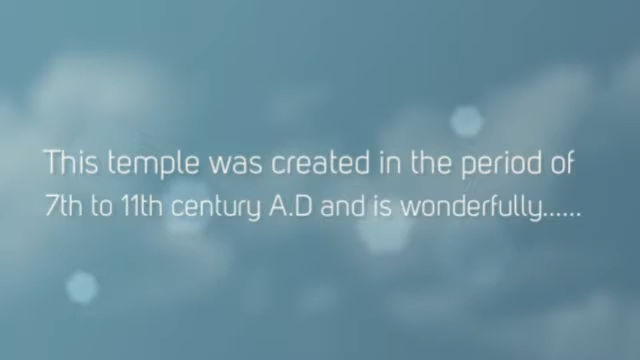 This temple was created in the period of
7th to 11th century A.D and is wonderfully......